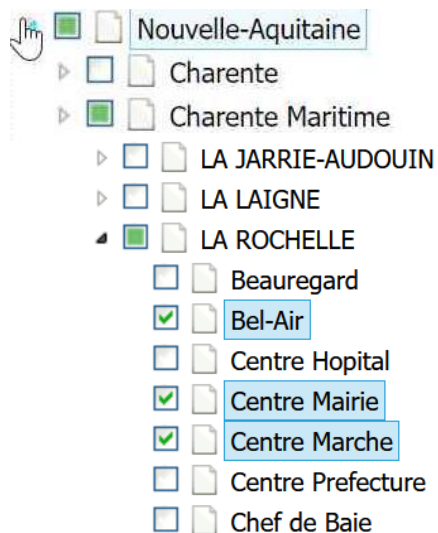 Nouvelle-Aquitaine
Charente
Charente Maritime
LA JARRIE-AUDOUIN
LA LAIGNE
LA ROCHELLE
Beauregard
Bel-Air
Centre Hopital
Centre Mairie
Centre Marche
Centre Prefecture
Chef de Baie